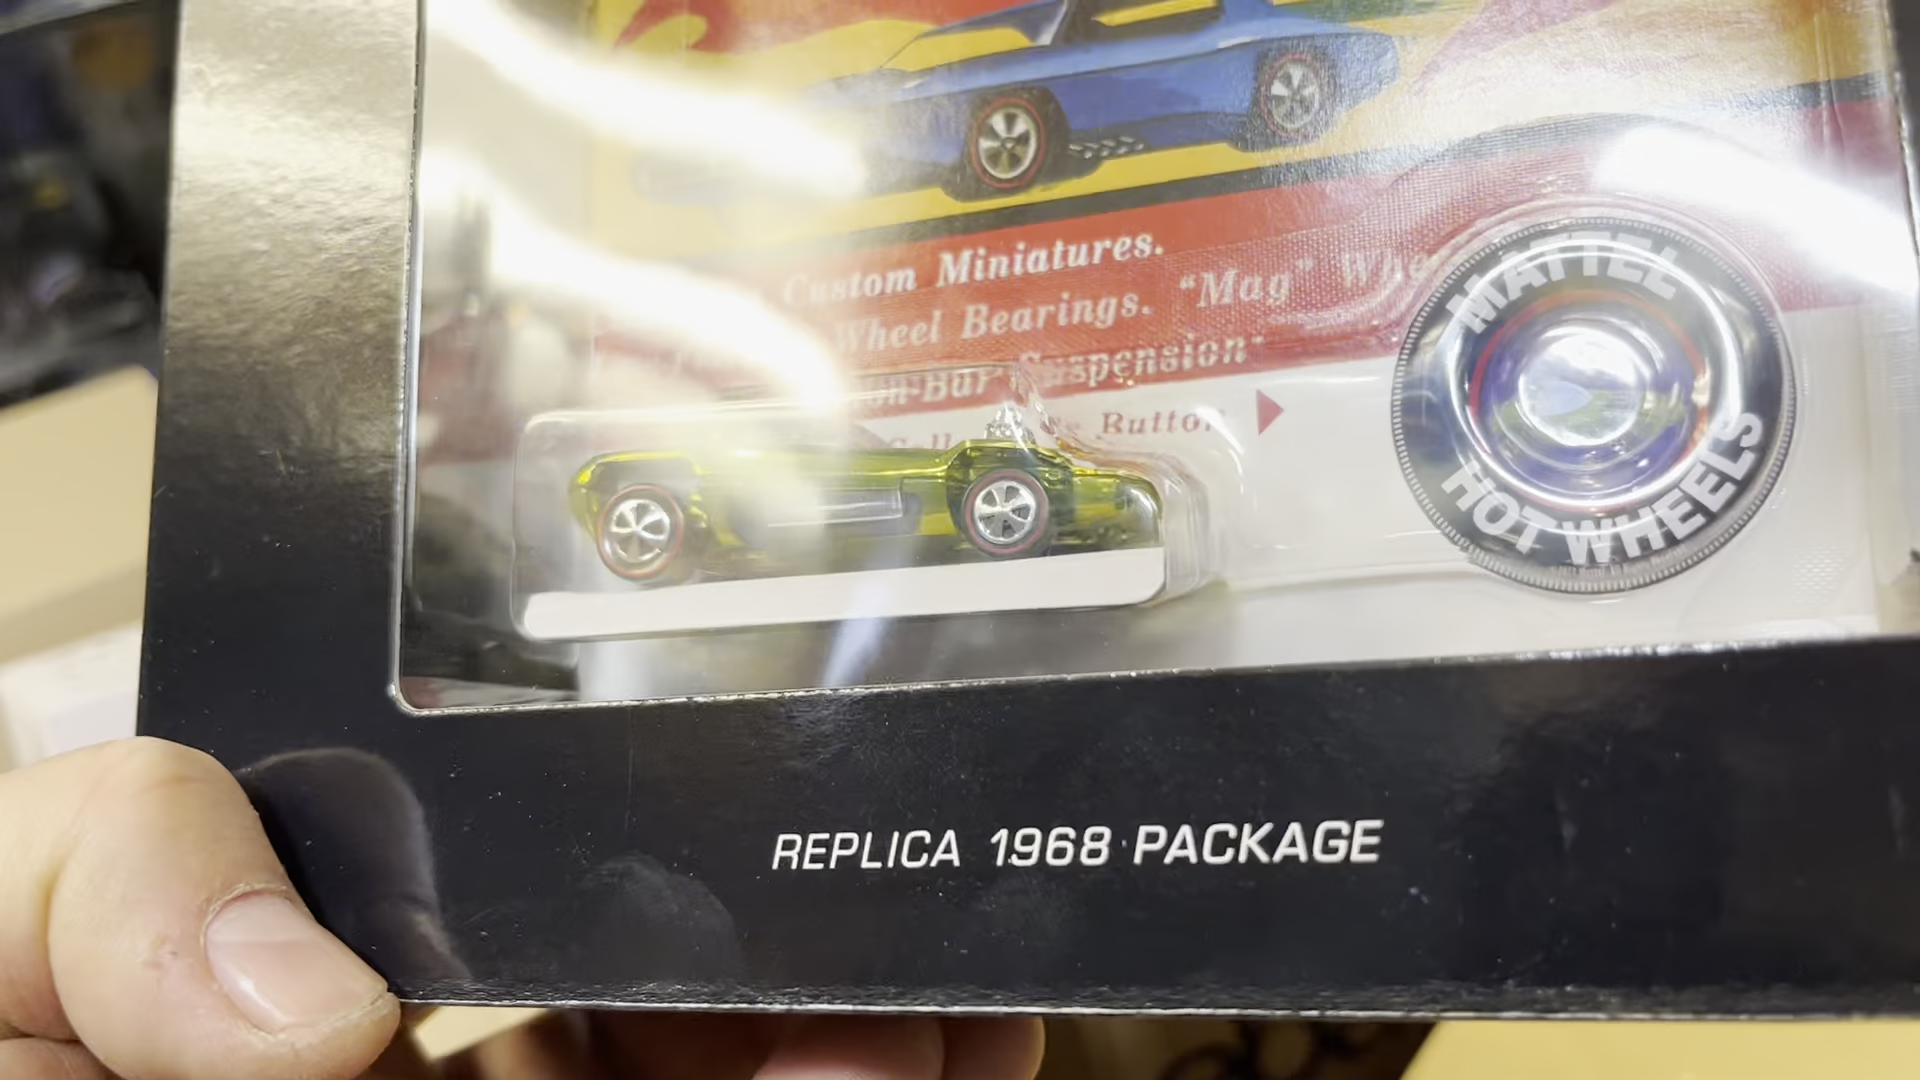 Custom Miniatures.
Wheel Bearings. "Mag"
Suspension
Button
MATTEL
HOT WHEELS
REPLICA 1968 PACKAGE